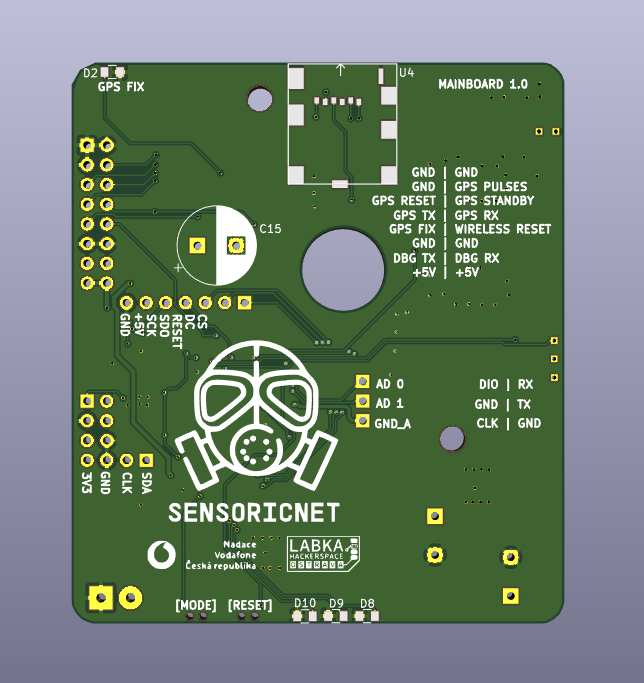 D2
GPS FIX
U4
MAINBOARD 1.0
GND | GND
GND | GPS PULSES
GPS RESET | GPS STANDBY
GPS TX | GPS RX
GPS FIX | WIRELESS RESET
GND | GND
DBG TX | DBG RX
+5V | +5V
C15
+
GND
+5V
SCK
SDO
RESET
DC
CS
AD 0
AD 1
GND_A
DIO | RX
GND | TX
CLK | GND
3V3
GND
CLK
SDA
SENSORICNET
Nadace
Vodafone
Česká republika
LABKA
HACKERSPACE
OSTRAVA
[MODE]
[RESET]
D10
D9
D8